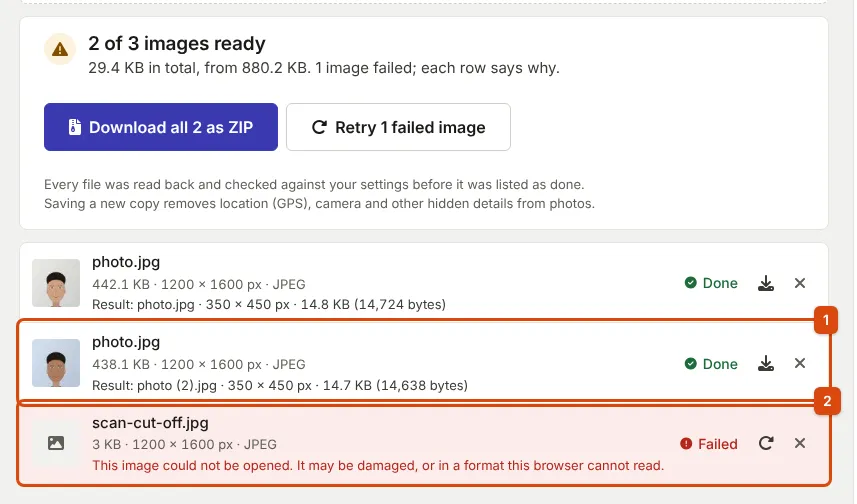 2 of 3 images ready
29.4 KB in total, from 880.2 KB. 1 image failed; each row says why.
Download all 2 as ZIP
Retry 1 failed image
Every file was read back and checked against your settings before it was listed as done.
Saving a new copy removes location (GPS), camera and other hidden details from photos.
photo.jpg
442.1 KB · 1200 × 1600 px · JPEG
Result: photo.jpg · 350 × 450 px · 14.8 KB (14,724 bytes)
Done
1
photo.jpg
438.1 KB · 1200 × 1600 px · JPEG
Result: photo (2).jpg · 350 × 450 px · 14.7 KB (14,638 bytes)
Done
2
scan-cut-off.jpg
3 KB · 1200 × 1600 px · JPEG
This image could not be opened. It may be damaged, or in a format this browser cannot read.
Failed